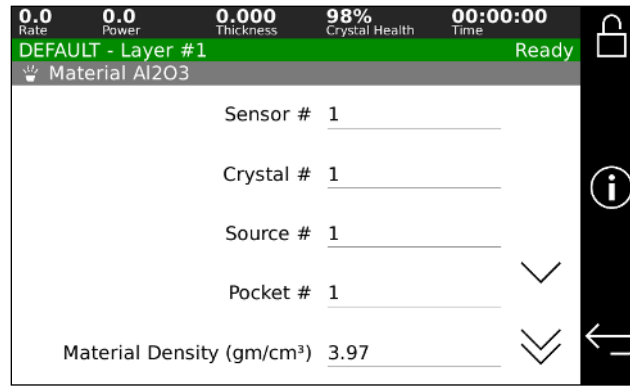 0.0 0.0 0.000 98% 00:00:00
Rate Power Thickness Crystal Health Time
DEFAULT - Layer #1 Ready
Material Al2O3
Sensor # 1
Crystal # 1
Source # 1
Pocket # 1
Material Density (gm/cm³) 3.97